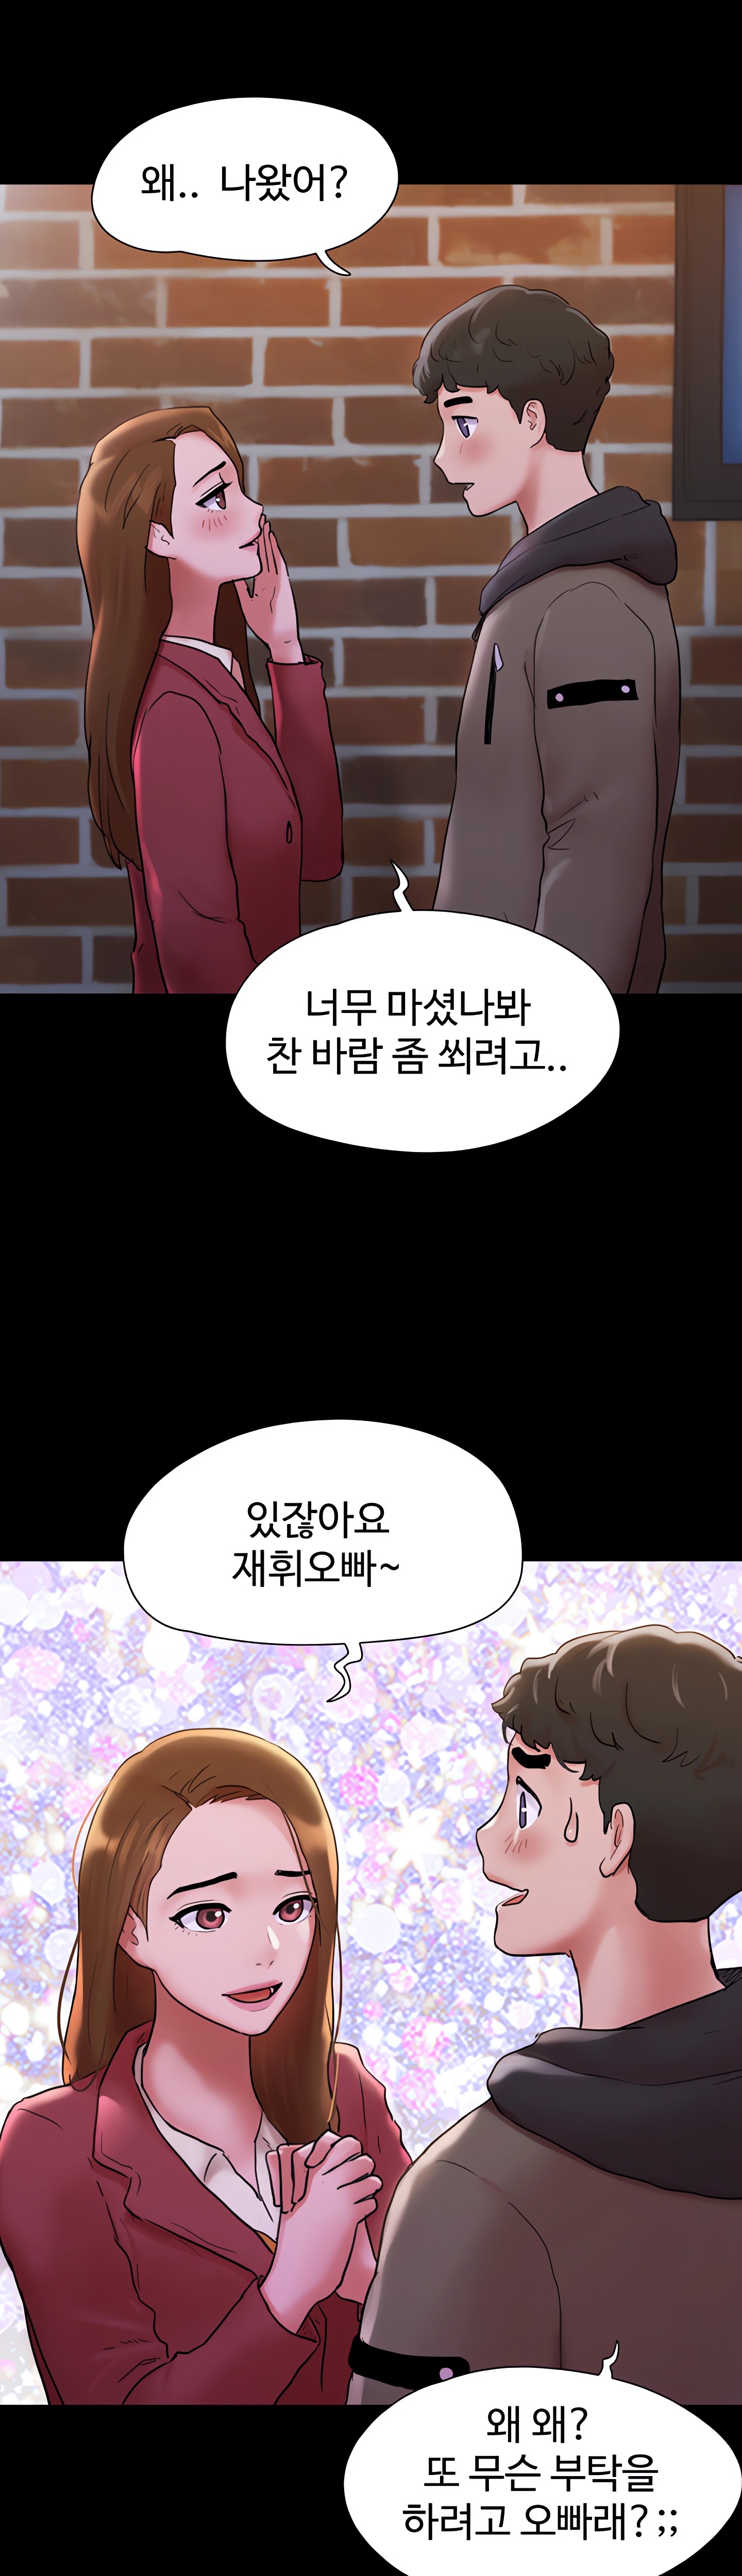 왜.. 나왔어?
너무 마셨나봐
찬 바람 좀 쐬려고..
있잖아요
재휘오빠~
왜 왜?
또 무슨 부탁을
하려고 오빠래?;;